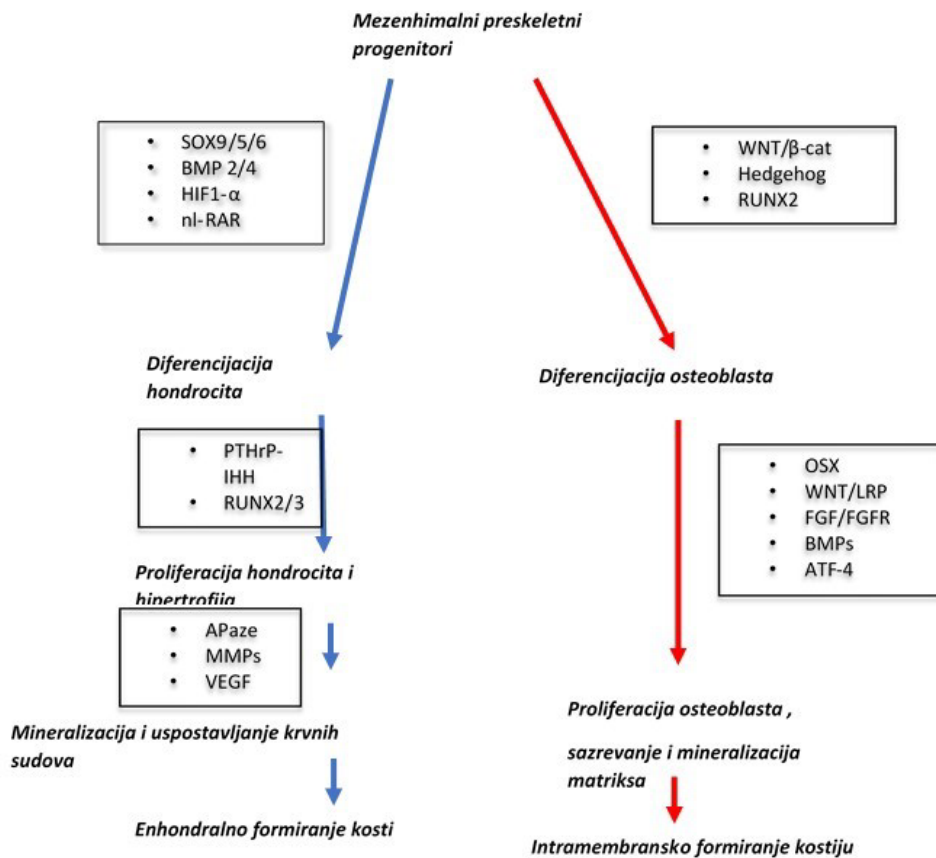 Mezenhimalni preskeletni
progenitori
SOX9/5/6
BMP 2/4
HIF1-α
nl-RAR
WNT/β-cat
Hedgehog
RUNX2
Diferencijacija
hondrocita
Diferencijacija osteoblasta
PTHrP-
IHH
RUNX2/3
OSX
WNT/LRP
FGF/FGFR
BMPs
ATF-4
Proliferacija hondrocita i
hipertrofija
APaze
MMPs
VEGF
Mineralizacija i uspostavljanje krvnih
sudova
Proliferacija osteoblasta ,
sazrevanje i mineralizacija
matriksa
Enhondralno formiranje kosti
Intramembransko formiranje kostiju